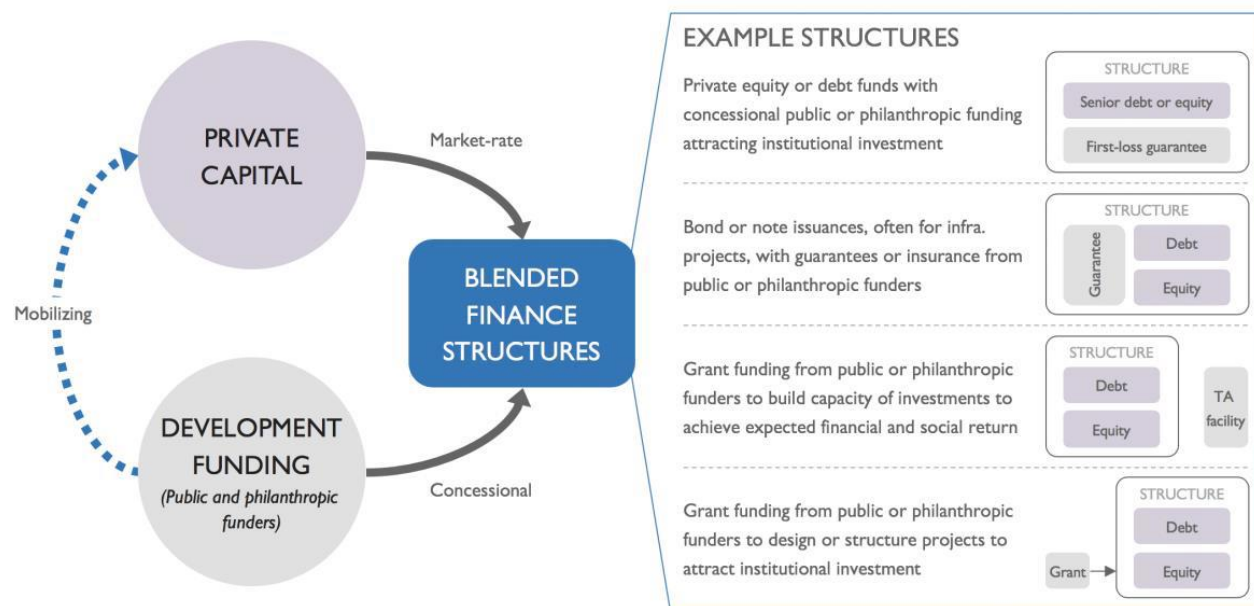 PRIVATE
CAPITAL
Market-rate
Mobilizing
BLENDED
FINANCE
STRUCTURES
DEVELOPMENT
FUNDING
(Public and philanthropic
funders)
Concessional
EXAMPLE STRUCTURES
Private equity or debt funds with
concessional public or philanthropic funding
attracting institutional investment
STRUCTURE
Senior debt or equity
First-loss guarantee
Bond or note issuances, often for infra.
projects, with guarantees or insurance from
public or philanthropic funders
STRUCTURE
Guarantee
Debt
Equity
Grant funding from public or philanthropic
funders to build capacity of investments to
achieve expected financial and social return
STRUCTURE
Debt
Equity
TA
facility
Grant funding from public or philanthropic
funders to design or structure projects to
attract institutional investment
STRUCTURE
Debt
Grant
Equity